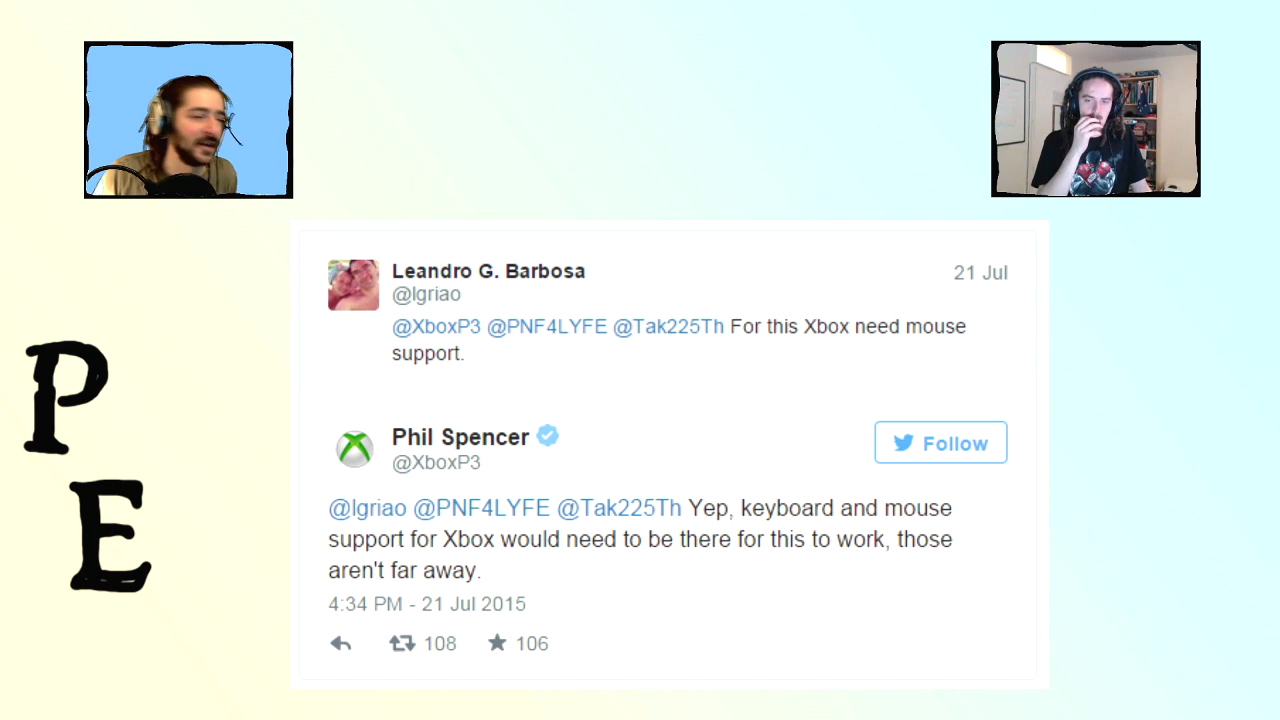 Leandro G. Barbosa
21 Jul
@lgriao
@XboxP3 @PNF4LYFE @Tak225Th For this Xbox need mouse
support.
P
E
Phil Spencer
Follow
@XboxP3
@lgriao @PNF4LYFE @Tak225Th Yep, keyboard and mouse
support for Xbox would need to be there for this to work, those
aren't far away.
4:34 PM - 21 Jul 2015
108 106